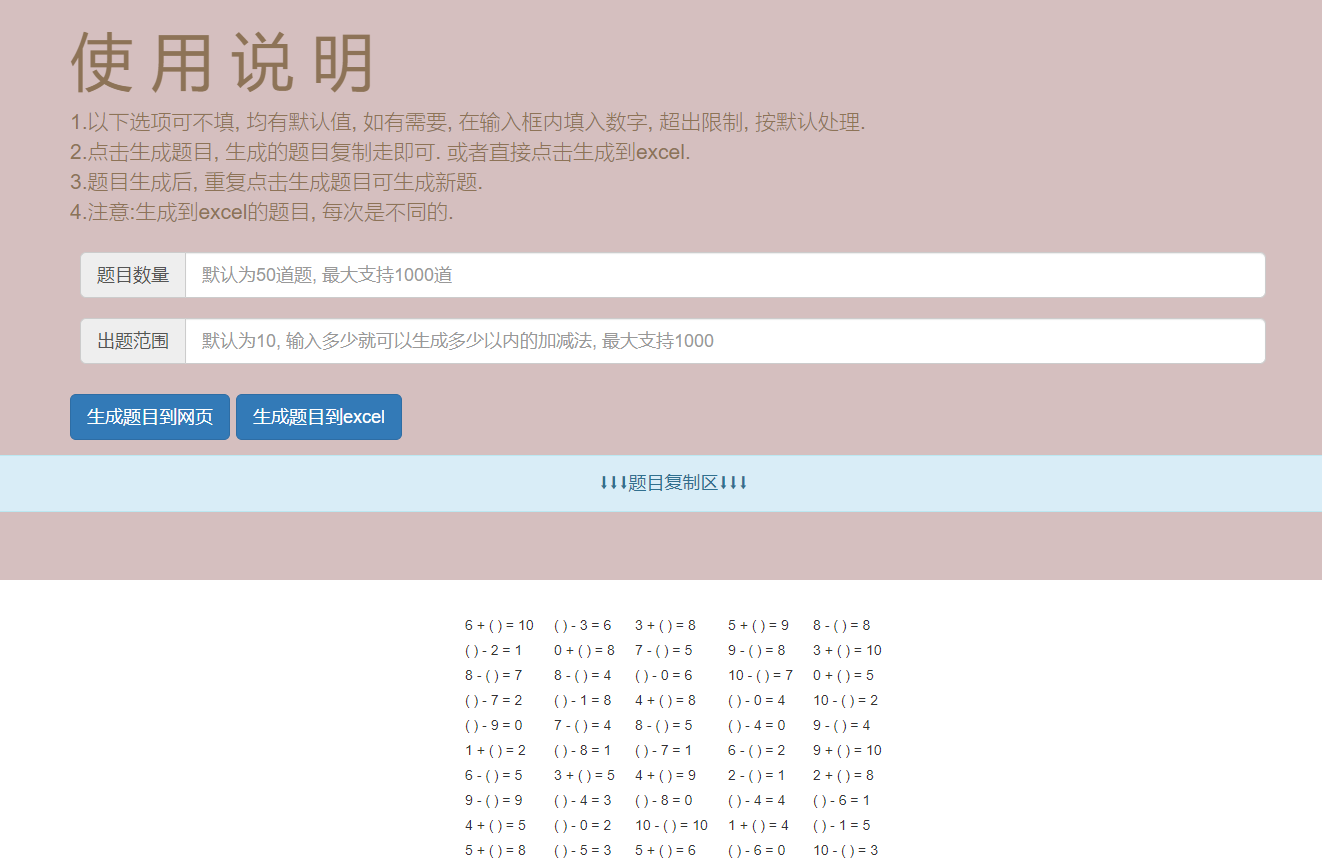 使 用 说 明
1.以下选项可不填, 均有默认值, 如有需要, 在输入框内填入数字, 超出限制, 按默认处理.
2.点击生成题目, 生成的题目复制走即可. 或者直接点击生成到excel.
3.题目生成后, 重复点击生成题目可生成新题.
4.注意:生成到excel的题目, 每次是不同的.
题目数量 默认为50道题, 最大支持1000道
出题范围 默认为10, 输入多少就可以生成多少以内的加减法, 最大支持1000
生成题目到网页 生成题目到excel
⬇⬇⬇题目复制区⬇⬇⬇
6 + ( ) = 10 ( ) - 3 = 6 3 + ( ) = 8 5 + ( ) = 9 8 - ( ) = 8
( ) - 2 = 1 0 + ( ) = 8 7 - ( ) = 5 9 - ( ) = 8 3 + ( ) = 10
8 - ( ) = 7 8 - ( ) = 4 ( ) - 0 = 6 10 - ( ) = 7 0 + ( ) = 5
( ) - 7 = 2 ( ) - 1 = 8 4 + ( ) = 8 ( ) - 0 = 4 10 - ( ) = 2
( ) - 9 = 0 7 - ( ) = 4 8 - ( ) = 5 ( ) - 4 = 0 9 - ( ) = 4
1 + ( ) = 2 ( ) - 8 = 1 ( ) - 7 = 1 6 - ( ) = 2 9 + ( ) = 10
6 - ( ) = 5 3 + ( ) = 5 4 + ( ) = 9 2 - ( ) = 1 2 + ( ) = 8
9 - ( ) = 9 ( ) - 4 = 3 ( ) - 8 = 0 ( ) - 4 = 4 ( ) - 6 = 1
4 + ( ) = 5 ( ) - 0 = 2 10 - ( ) = 10 1 + ( ) = 4 ( ) - 1 = 5
5 + ( ) = 8 ( ) - 5 = 3 5 + ( ) = 6 ( ) - 6 = 0 10 - ( ) = 3